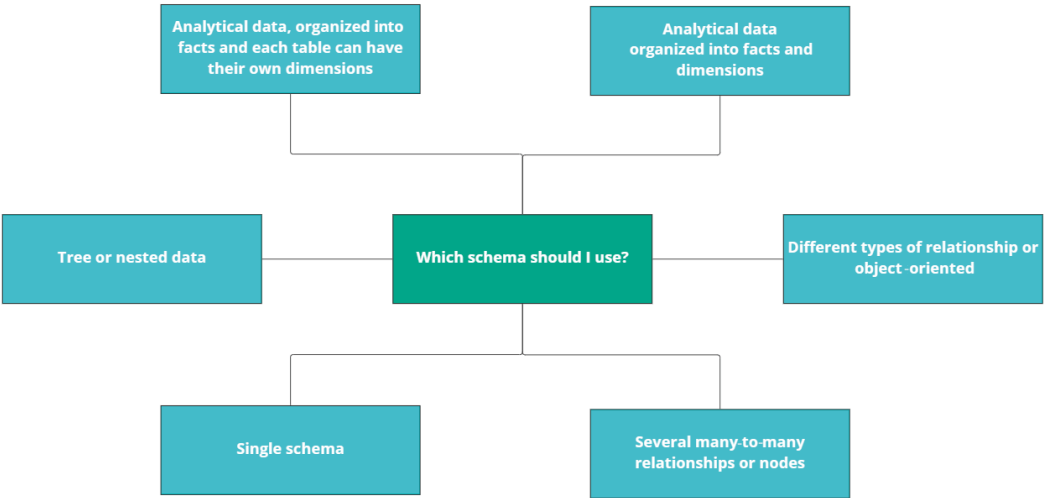 Analytical data, organized into
facts and each table can have
their own dimensions
Analytical data
organized into facts and
dimensions
Tree or nested data
Which schema should I use?
Different types of relationship or
object-oriented
Single schema
Several many-to-many
relationships or nodes